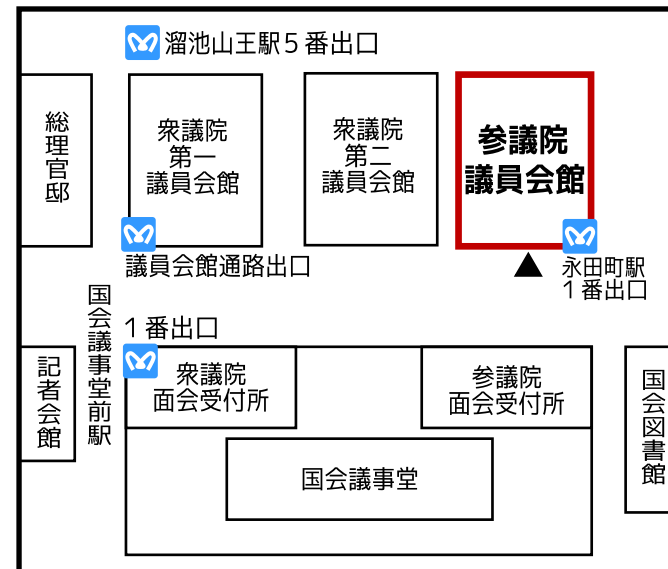 溜池山王駅5番出口
総理官邸
衆議院
第一
議員会館
衆議院
第二
議員会館
参議院
議員会館
議員会館通路出口
永田町駅
1番出口
国会議事堂前駅
1番出口
記者会館
衆議院
面会受付所
参議院
面会受付所
国会図書館
国会議事堂